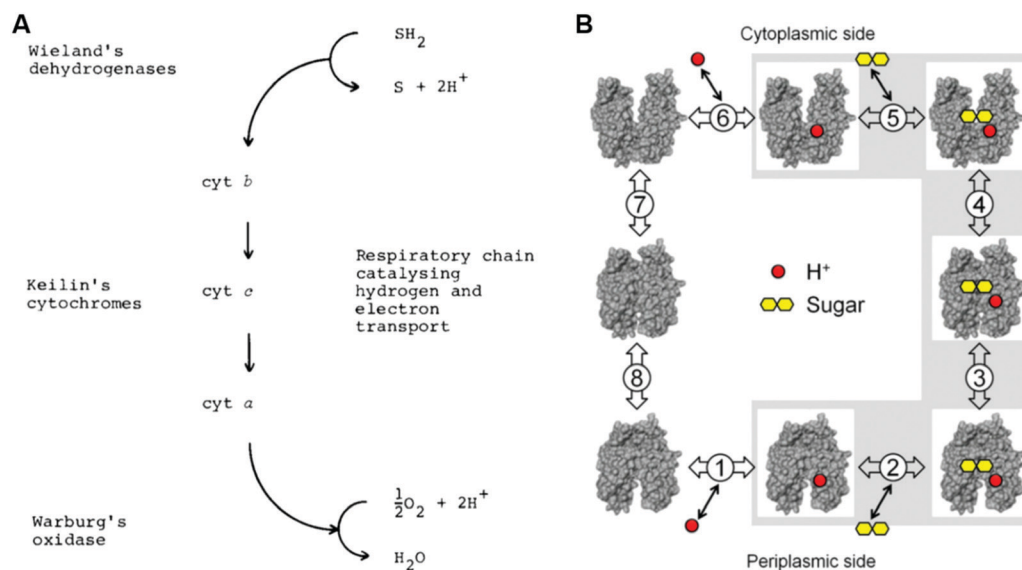 A
Wieland's
dehydrogenases
SH2
S + 2H+
cyt b
Keilin's
cytochromes
cyt c
Respiratory chain
catalysing
hydrogen and
electron
transport
cyt a
Warburg's
oxidase
1/2O2 + 2H+
H2O
B
Cytoplasmic side
6
5
7
4
H+
Sugar
8
3
1
2
Periplasmic side